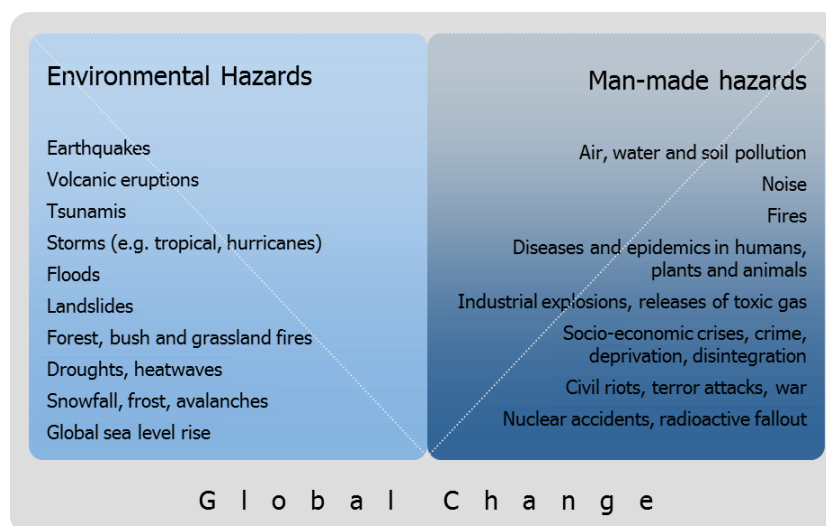 Environmental Hazards
Earthquakes
Volcanic eruptions
Tsunamis
Storms (e.g. tropical, hurricanes)
Floods
Landslides
Forest, bush and grassland fires
Droughts, heatwaves
Snowfall, frost, avalanches
Global sea level rise
Man-made hazards
Air, water and soil pollution
Noise
Fires
Diseases and epidemics in humans,
plants and animals
Industrial explosions, releases of toxic gas
Socio-economic crises, crime,
deprivation, disintegration
Civil riots, terror attacks, war
Nuclear accidents, radioactive fallout
Global Change